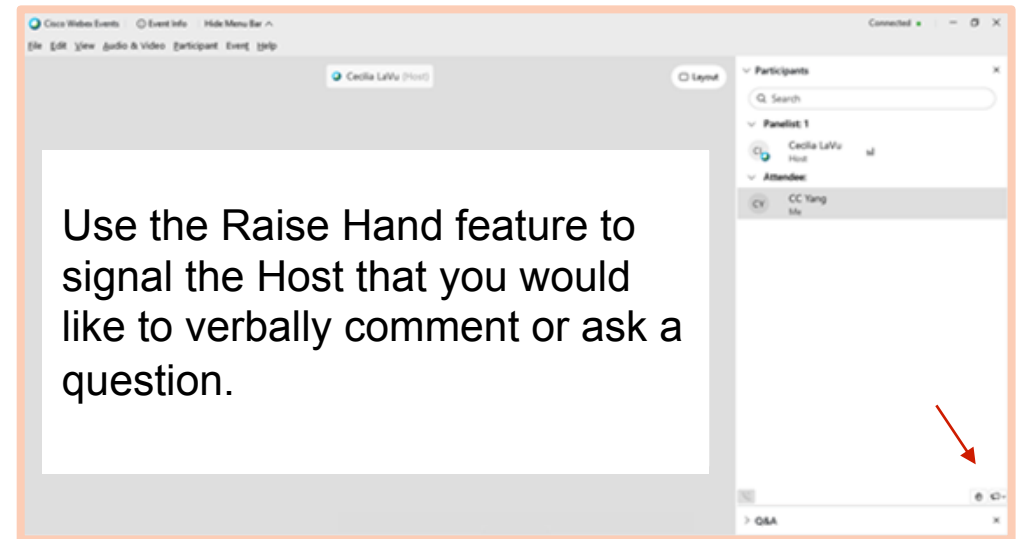 Cisco Webex Events Event Info Hide Menu Bar Connected
File Edit View Audio & Video Participant Event Help
Cecilia LaVu (Host) Layout
Participants
Search
Panelist: 1
CL Cecilia LaVu
Host
Attendee:
CY CC Yang
Me
Use the Raise Hand feature to
signal the Host that you would
like to verbally comment or ask a
question.
Q&A